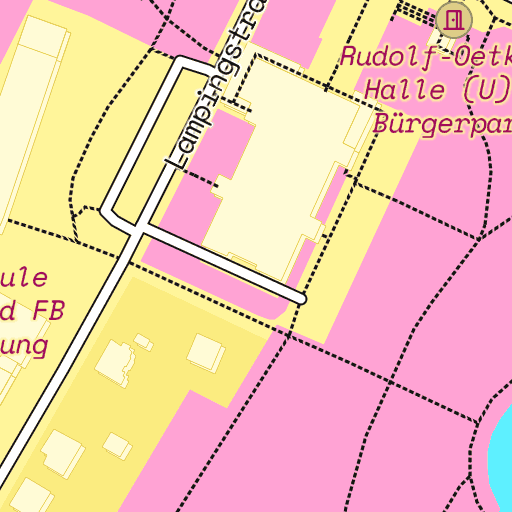 Lampingstra
Rudolf-Oetk
Halle (U)
Bürgerpar
ule
d FB
ung